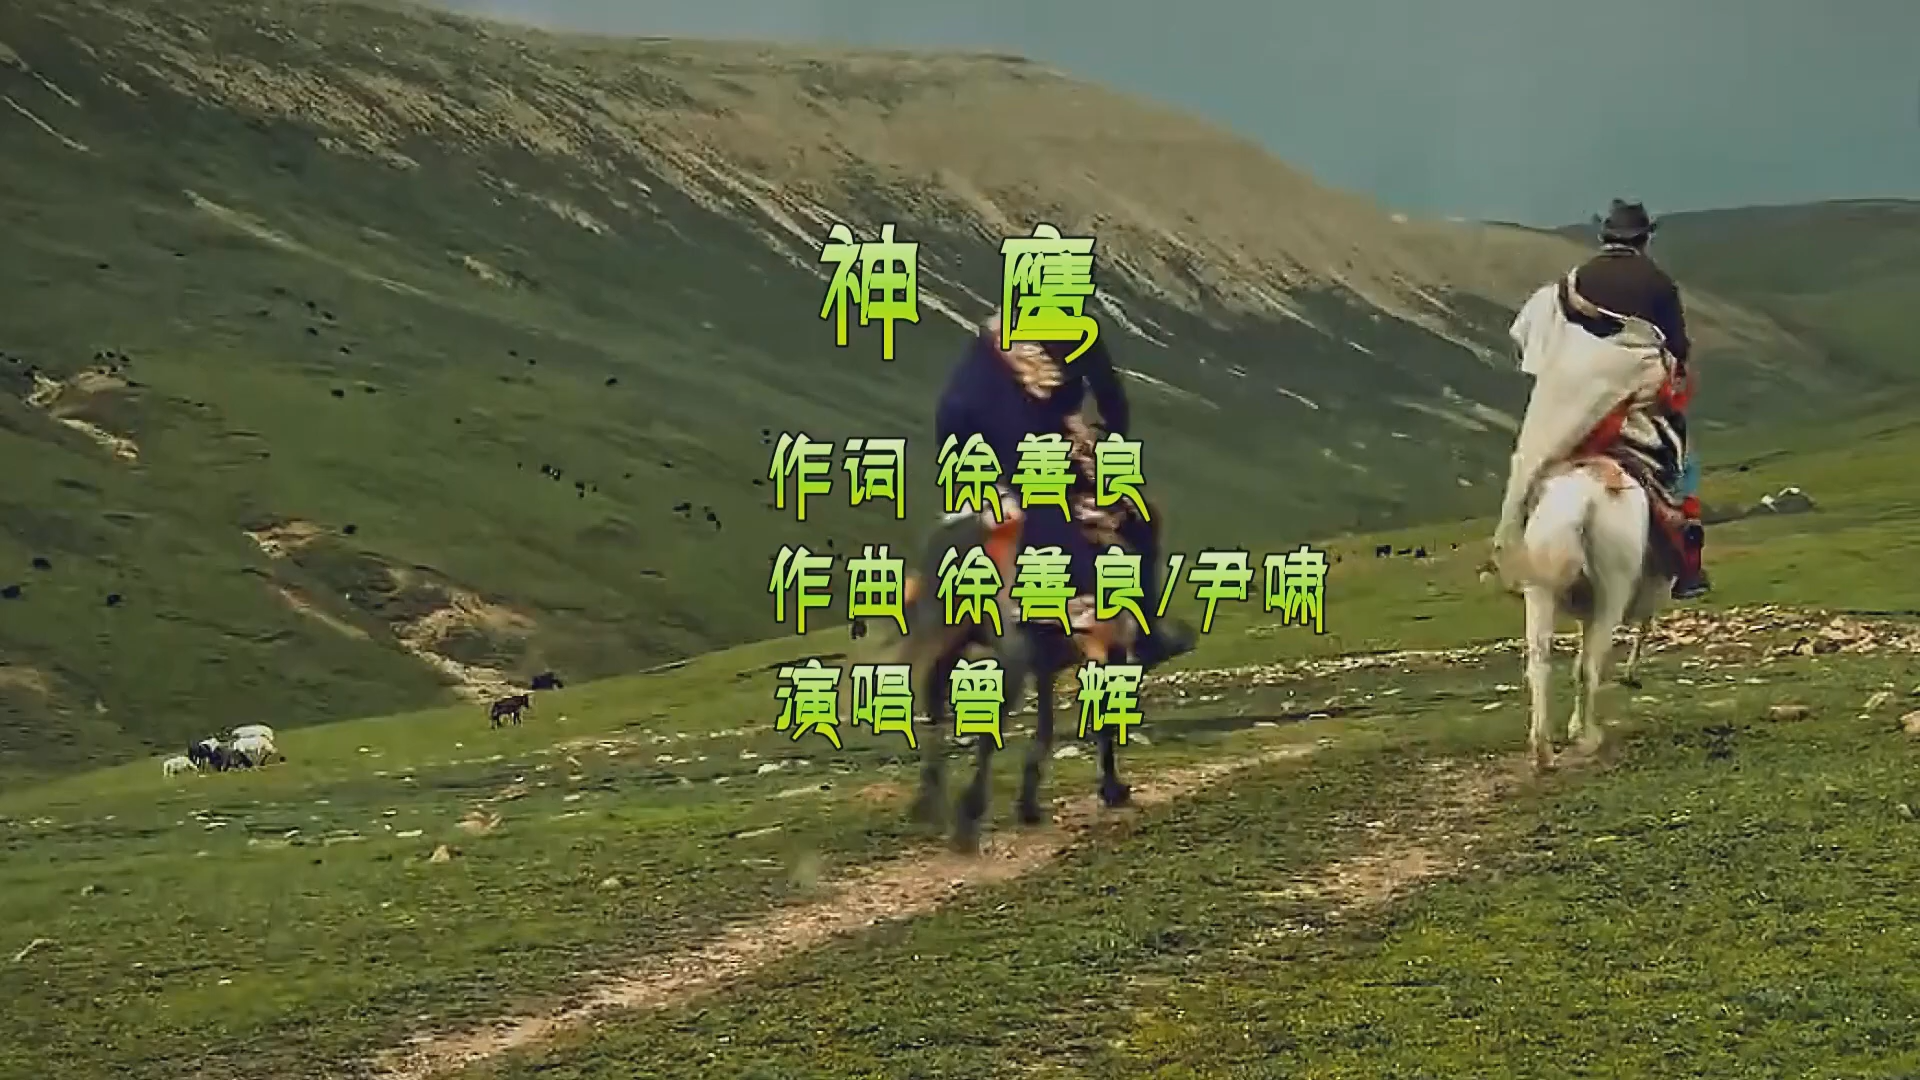 神 鹰
作词 徐善良
作曲 徐善良/尹啸
演唱 曾 辉